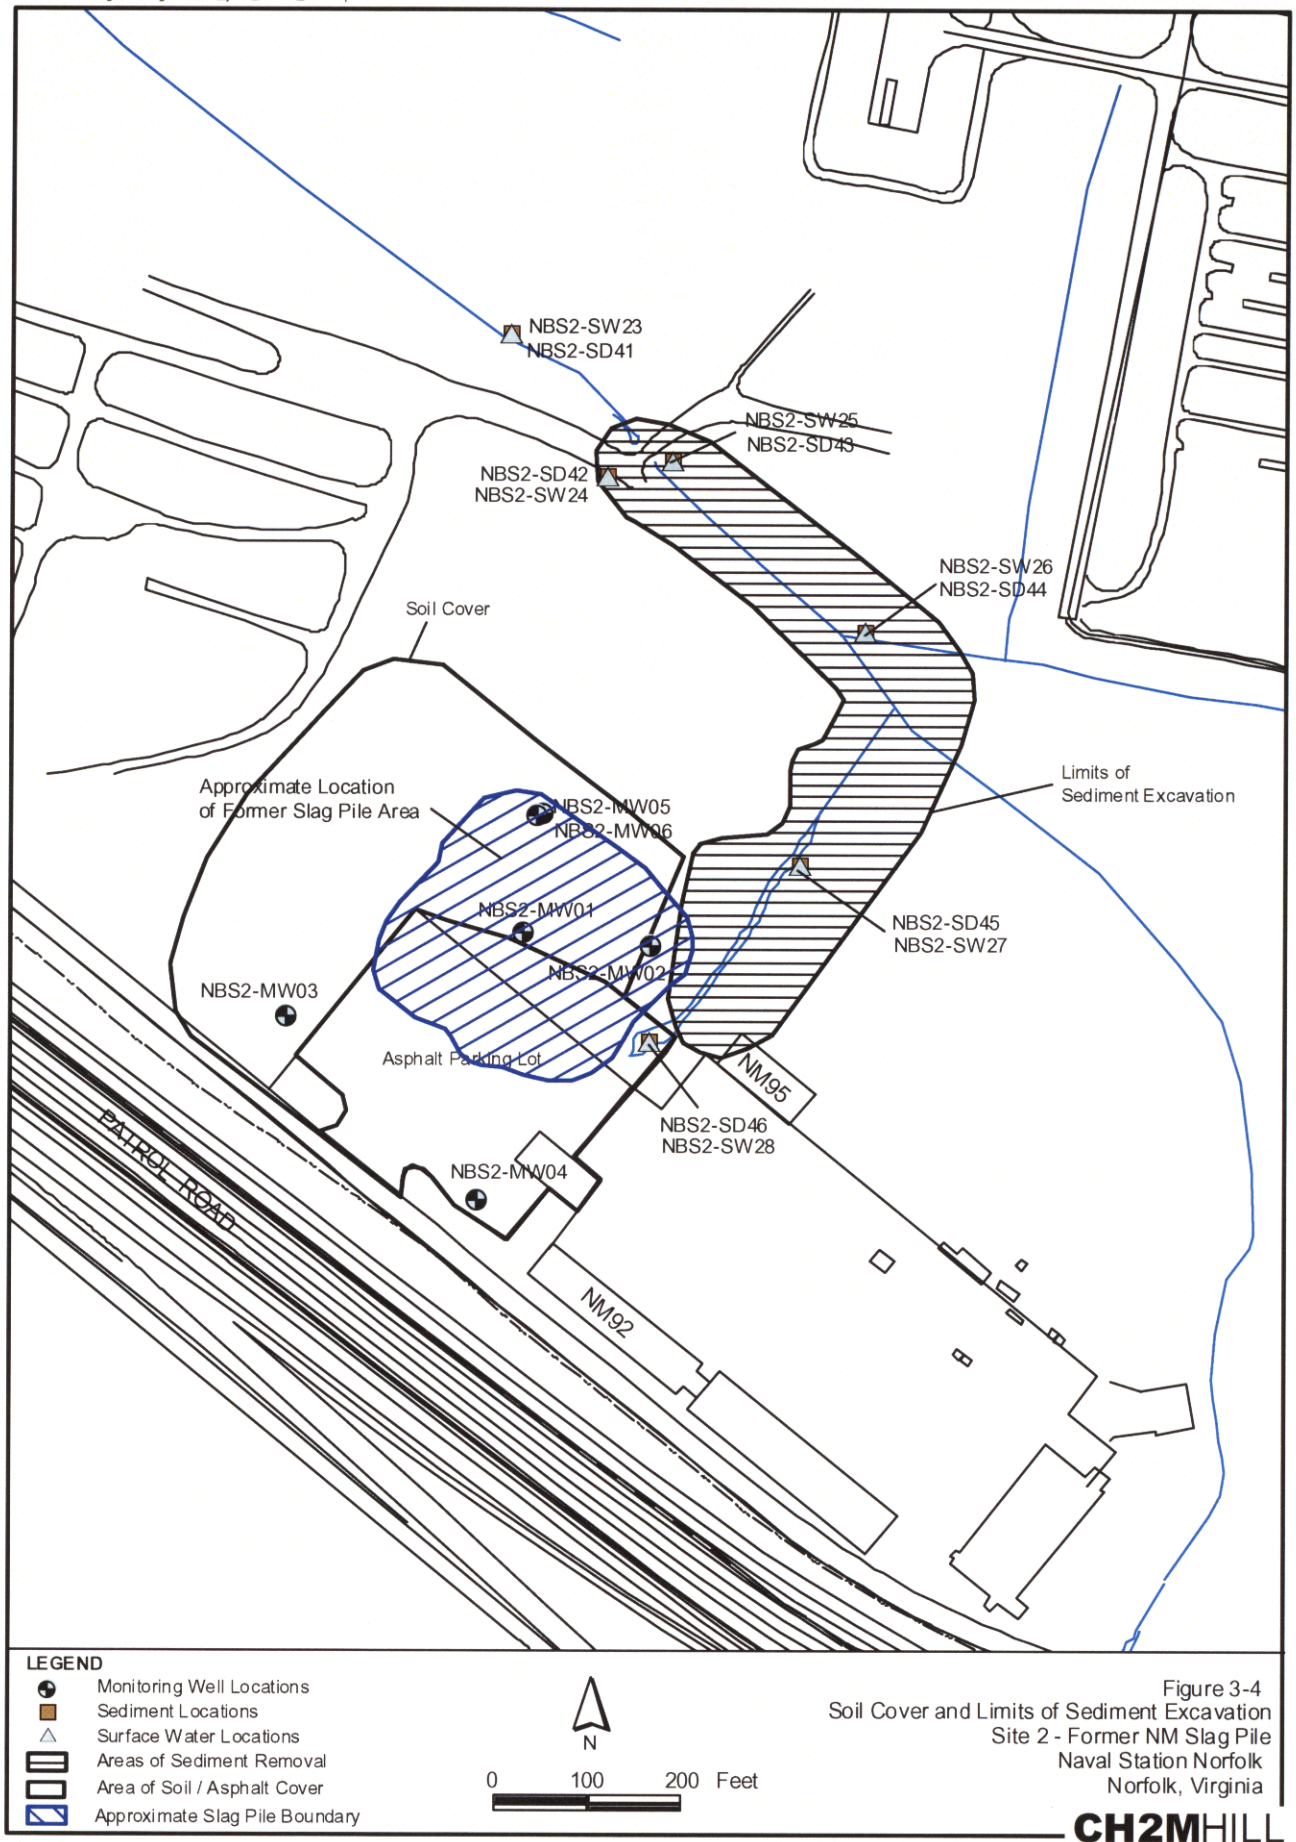 NBS2-SW23
NBS2-SD41
NBS2-SW25
NBS2-SD43
NBS2-SD42
NBS2-SW24
NBS2-SW26
NBS2-SD44
Soil Cover
Limits of
Sediment Excavation
Approximate Location
of Former Slag Pile Area
NBS2-MW05
NBS2-MW06
NBS2-MW01
NBS2-SD45
NBS2-SW27
NBS2-MW02
NBS2-MW03
Asphalt Parking Lot
NM95
NBS2-SD46
NBS2-SW28
PATROL ROAD
NBS2-MW04
NM92
LEGEND
Monitoring Well Locations
Sediment Locations
Surface Water Locations
Areas of Sediment Removal
Area of Soil / Asphalt Cover
Approximate Slag Pile Boundary
N
0 100 200 Feet
Figure 3-4
Soil Cover and Limits of Sediment Excavation
Site 2 - Former NM Slag Pile
Naval Station Norfolk
Norfolk, Virginia
CH2MHILL